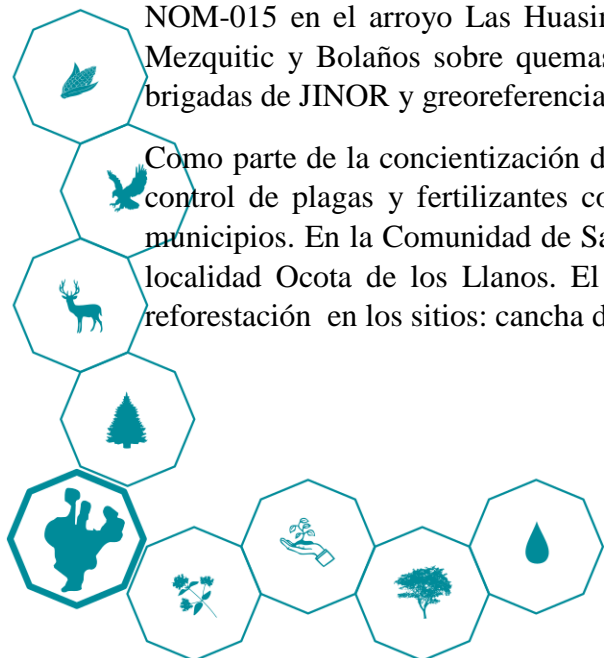 NOM-015 en el arroyo Las Huasim
Mezquitic y Bolaños sobre quemas
brigadas de JINOR y greoreferencia
Como parte de la concientización d
control de plagas y fertilizantes co
municipios. En la Comunidad de Sa
localidad Ocota de los Llanos. El
reforestación en los sitios: cancha d